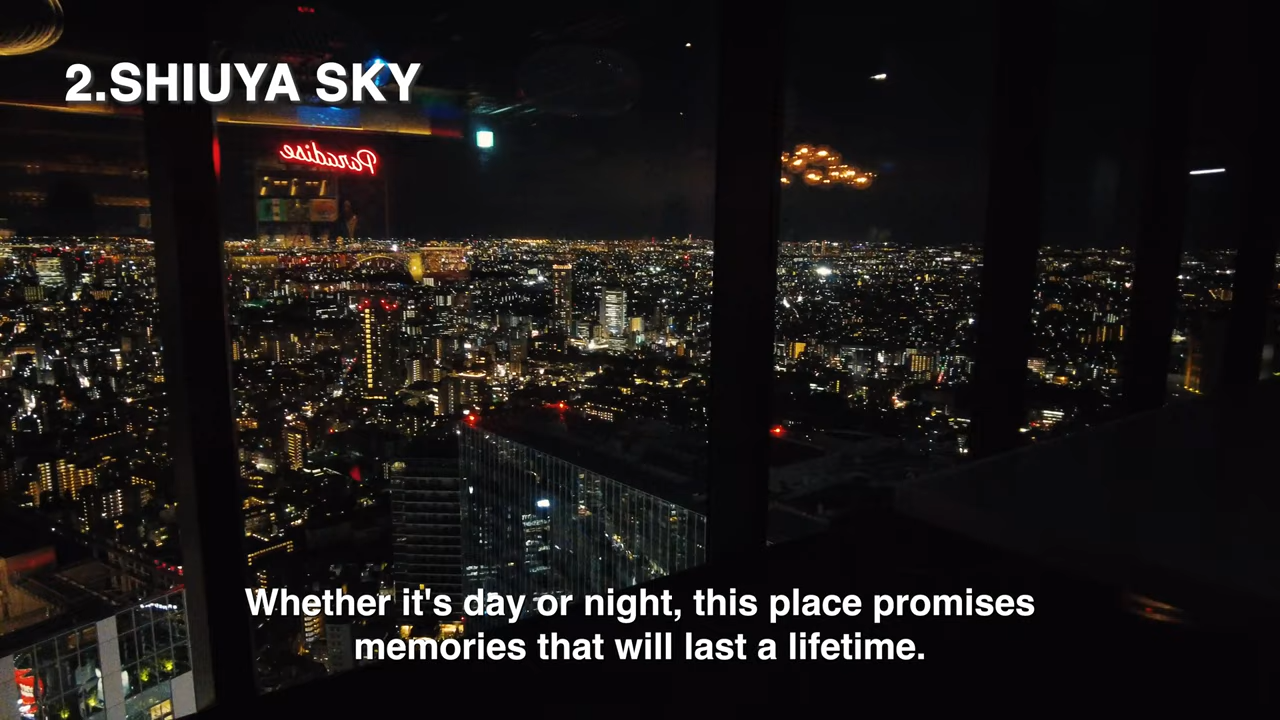 2.SHIUYA SKY
Paradise
Whether it's day or night, this place promises
memories that will last a lifetime.